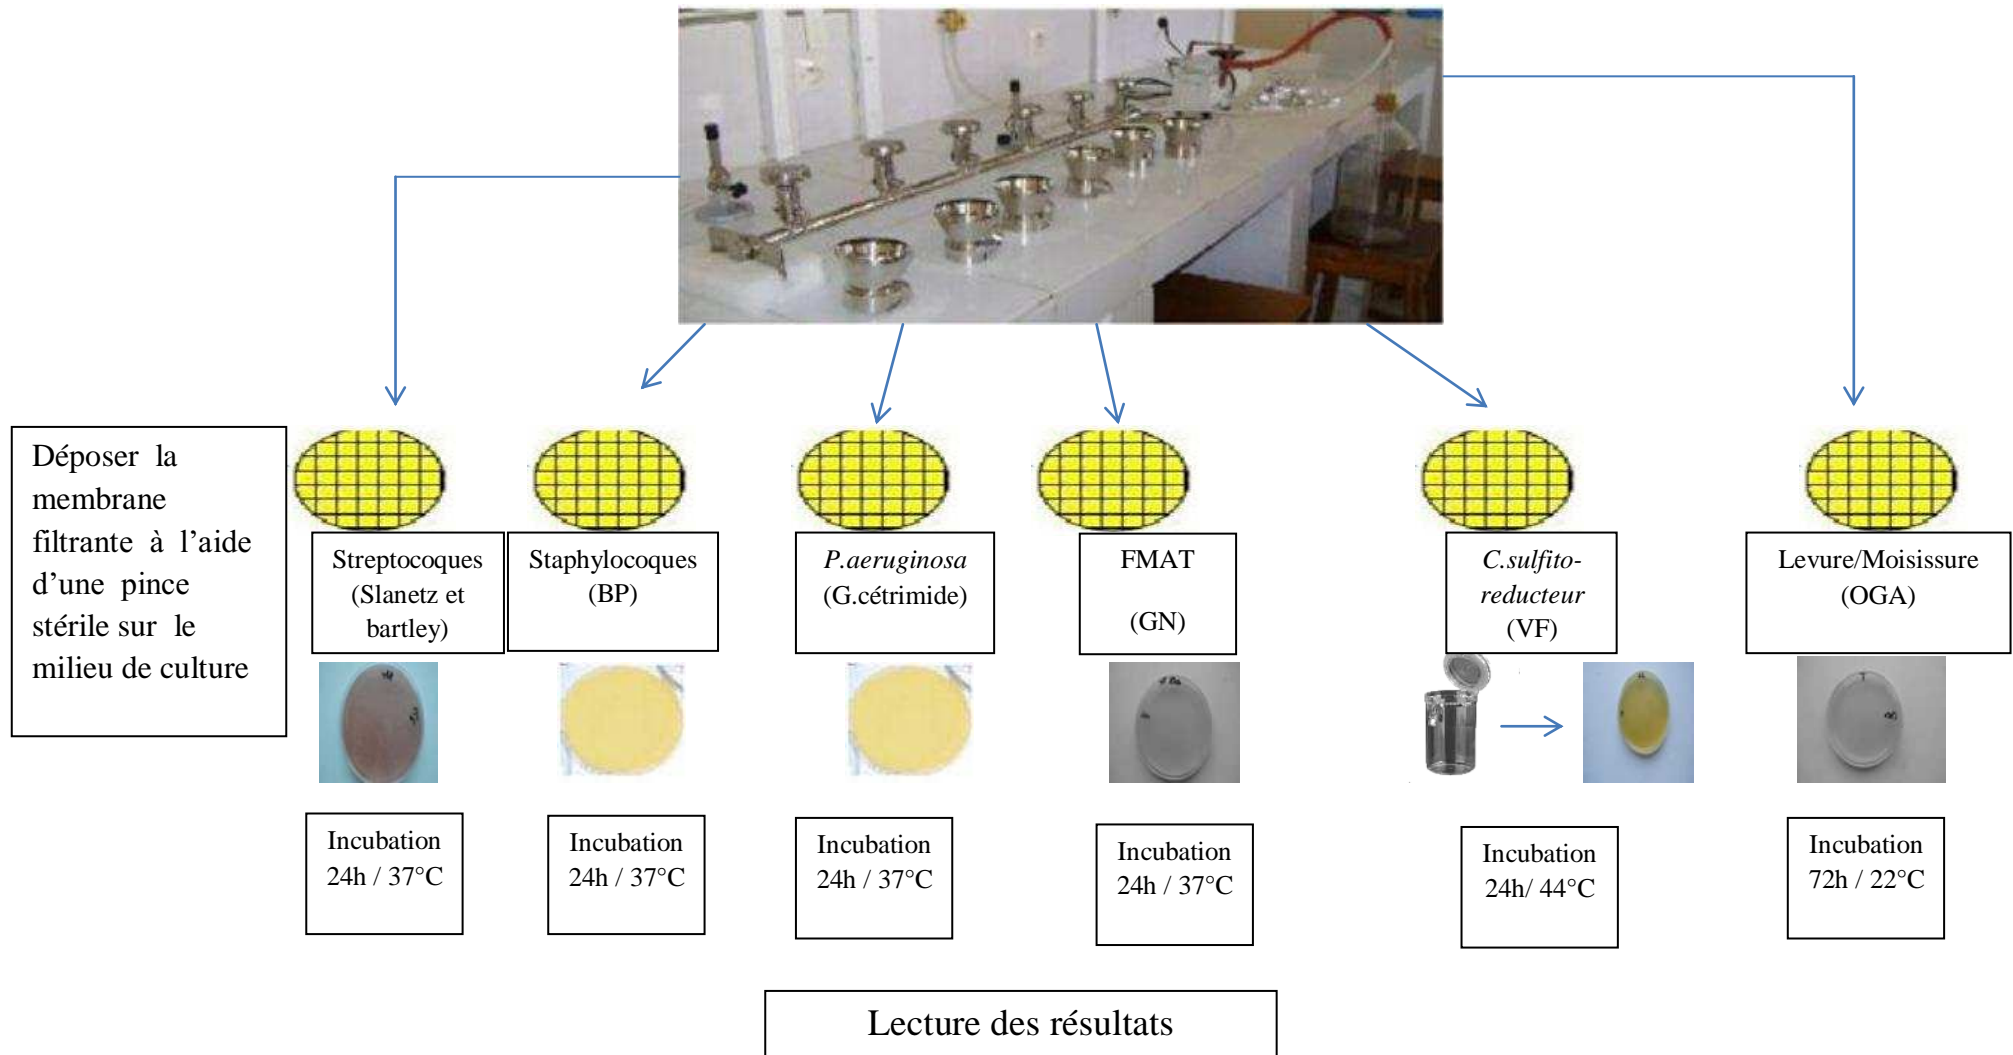 Déposer la
membrane
filtrante à l’aide
d’une pince
stérile sur le
milieu de culture
Streptocoques
(Slanetz et
bartley)
Staphylocoques
(BP)
P.aeruginosa
(G.cétrimide)
FMAT
(GN)
C.sulfito-
reducteur
(VF)
Levure/Moisissure
(OGA)
Incubation
24h / 37°C
Incubation
24h / 37°C
Incubation
24h / 37°C
Incubation
24h / 37°C
Incubation
24h/ 44°C
Incubation
72h / 22°C
Lecture des résultats